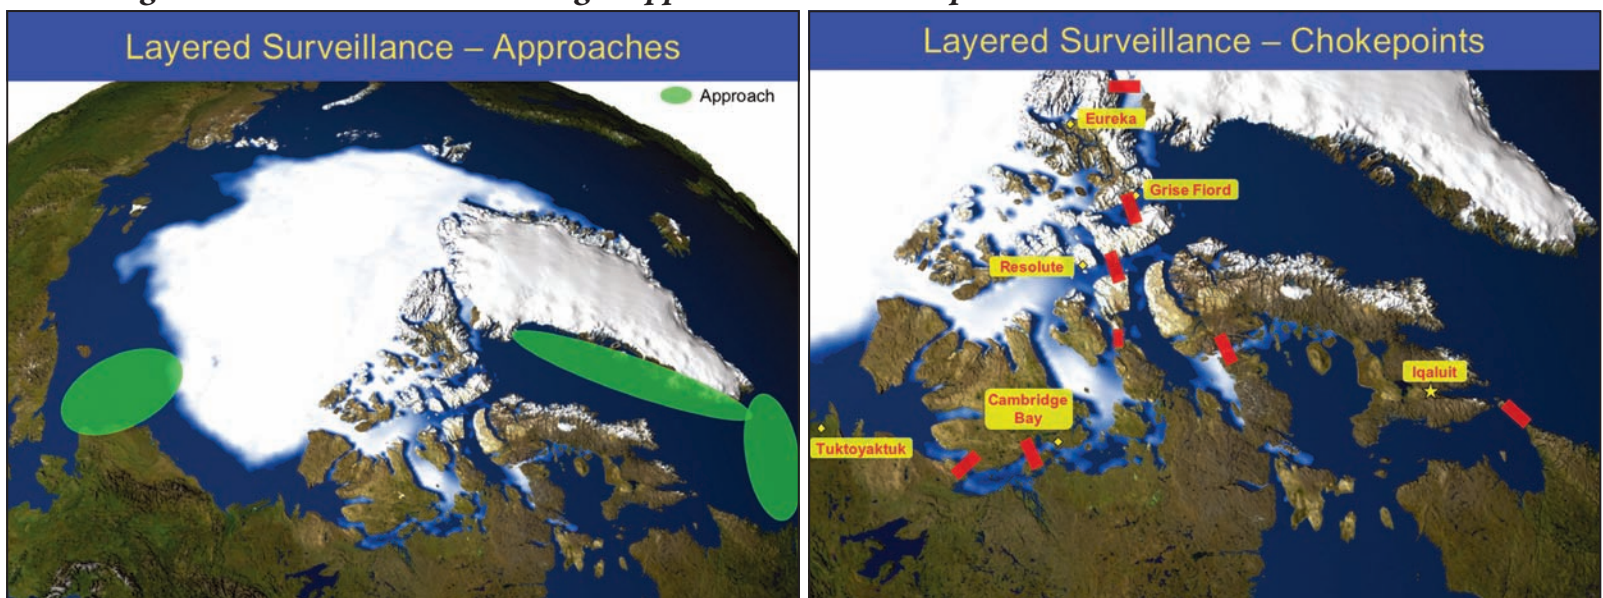 Layered Surveillance – Approaches
Approach
Layered Surveillance – Chokepoints
Eureka
Grise Fiord
Resolute
Iqaluit
Cambridge
Bay
Tuktoyaktuk